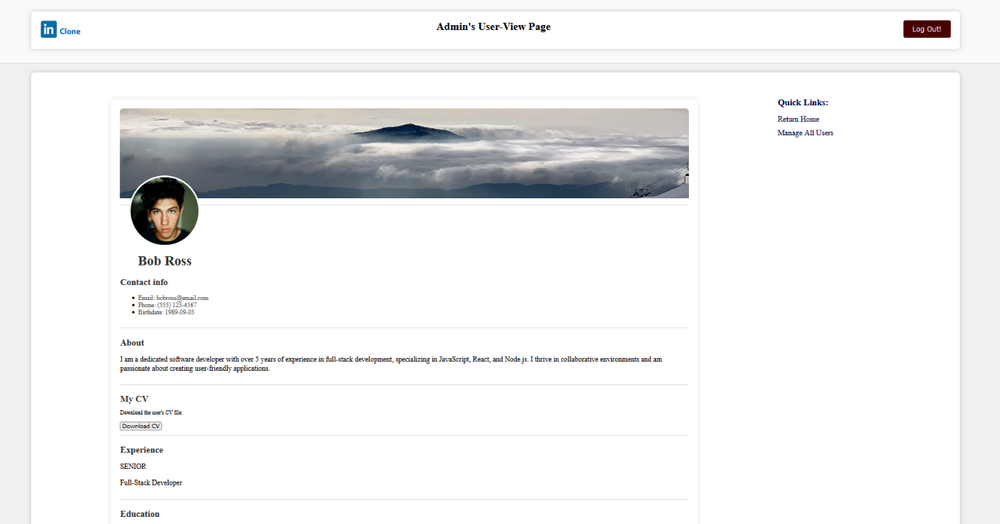 in Clone
Admin's User-View Page
Log Out!
Quick Links:
Return Home
Manage All Users
Bob Ross
Contact info
Email: bobross@email.com
Phone: (555) 123-4567
Birthdate: 1989-09-03
About
I am a dedicated software developer with over 5 years of experience in full-stack development, specializing in JavaScript, React, and Node.js. I thrive in collaborative environments and am
passionate about creating user-friendly applications.
My CV
Download the user's CV file:
Download CV
Experience
SENIOR
Full-Stack Developer
Education